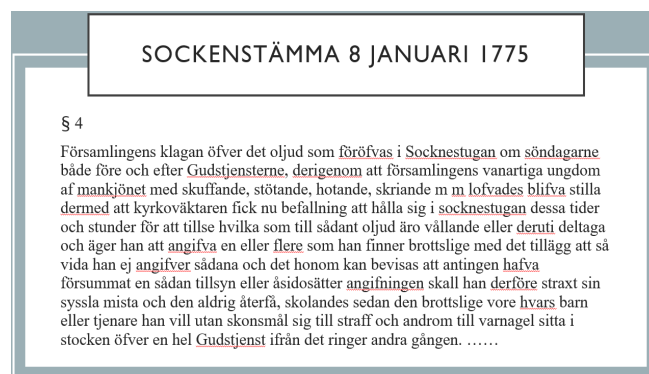 SOCKENSTÄMMA 8 JANUARI 1775
§ 4
Församlingens klagan öfver det oljud som föröfvas i Socknestugan om söndagarne
både före och efter Gudstjensterne, derigenom att församlingens vanartiga ungdom
af mankjönet med skuffande, stötande, hotande, skriande m m lofvades blifva stilla
dermed att kyrkoväktaren fick nu befallning att hålla sig i socknestugan dessa tider
och stunder för att tillse hvilka som till sådant oljud äro vållande eller deruti deltaga
och äger han att angifva en eller flere som han finner brottslige med det tillägg att så
vida han ej angifver sådana och det honom kan bevisas att antingen hafva
försummat en sådan tillsyn eller åsidosätter angifningen skall han derföre straxt sin
syssla mista och den aldrig återfå, skolandes sedan den brottslige vore hvars barn
eller tjenare han vill utan skonsmål sig till straff och androm till varnagel sitta i
stocken öfver en hel Gudstjenst ifrån det ringer andra gången. ……